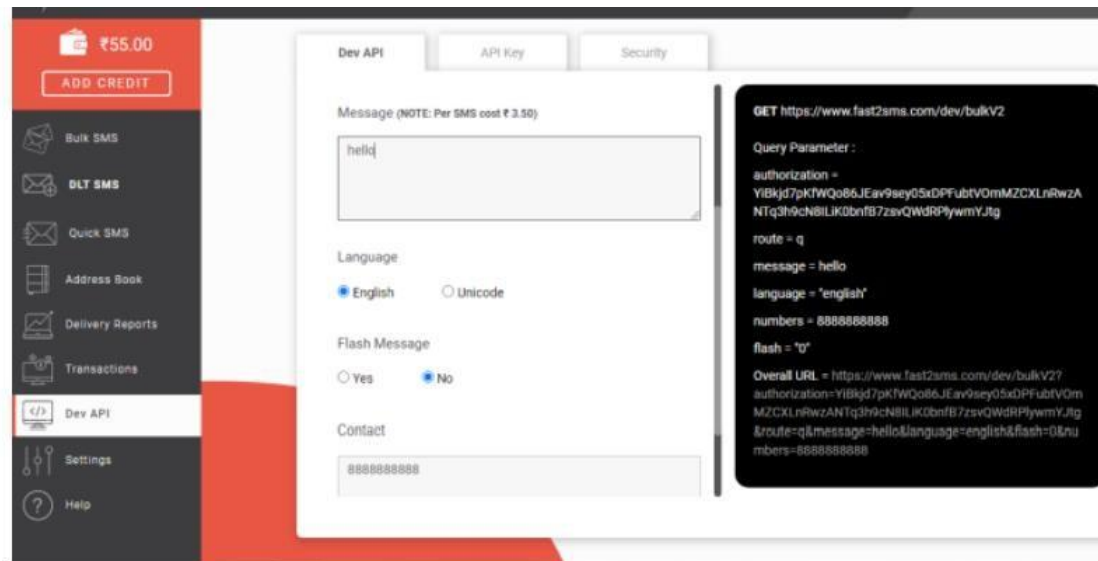 ₹55.00
ADD CREDIT
Bulk SMS
DLT SMS
Quick SMS
Address Book
Delivery Reports
Transactions
Dev API
Settings
Help
Dev API
API Key
Security
Message (NOTE: Per SMS cost ₹ 3.50)
hello
Language
English
Unicode
Flash Message
Yes
No
Contact
8888888888
GET https://www.fast2sms.com/dev/bulkV2
Query Parameter :
authorization =
route = q
message = hello
language = "english"
numbers = 8888888888
flash = "0"
Overall URL = https://www.fast2sms.com/dev/bulkV2?
authorization=
&route=q&message=hello&language=english&flash=0&nu
mbers=8888888888